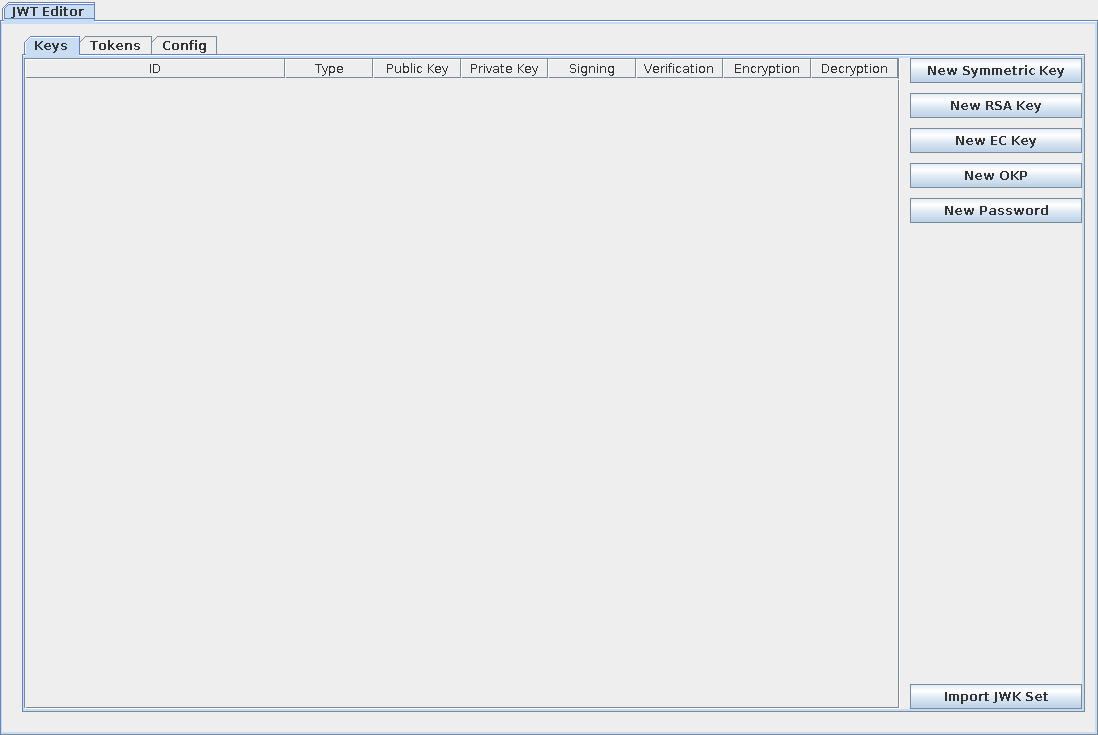 JWT Editor
Keys Tokens Config
ID Type Public Key Private Key Signing Verification Encryption Decryption
New Symmetric Key
New RSA Key
New EC Key
New OKP
New Password
Import JWK Set